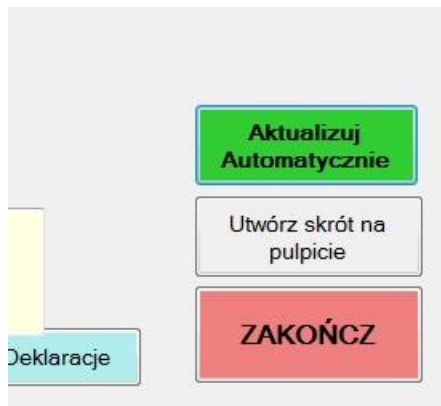 Aktualizuj
Automatycznie
Utwórz skrót na
pulpicie
ZAKOŃCZ
Deklaracje